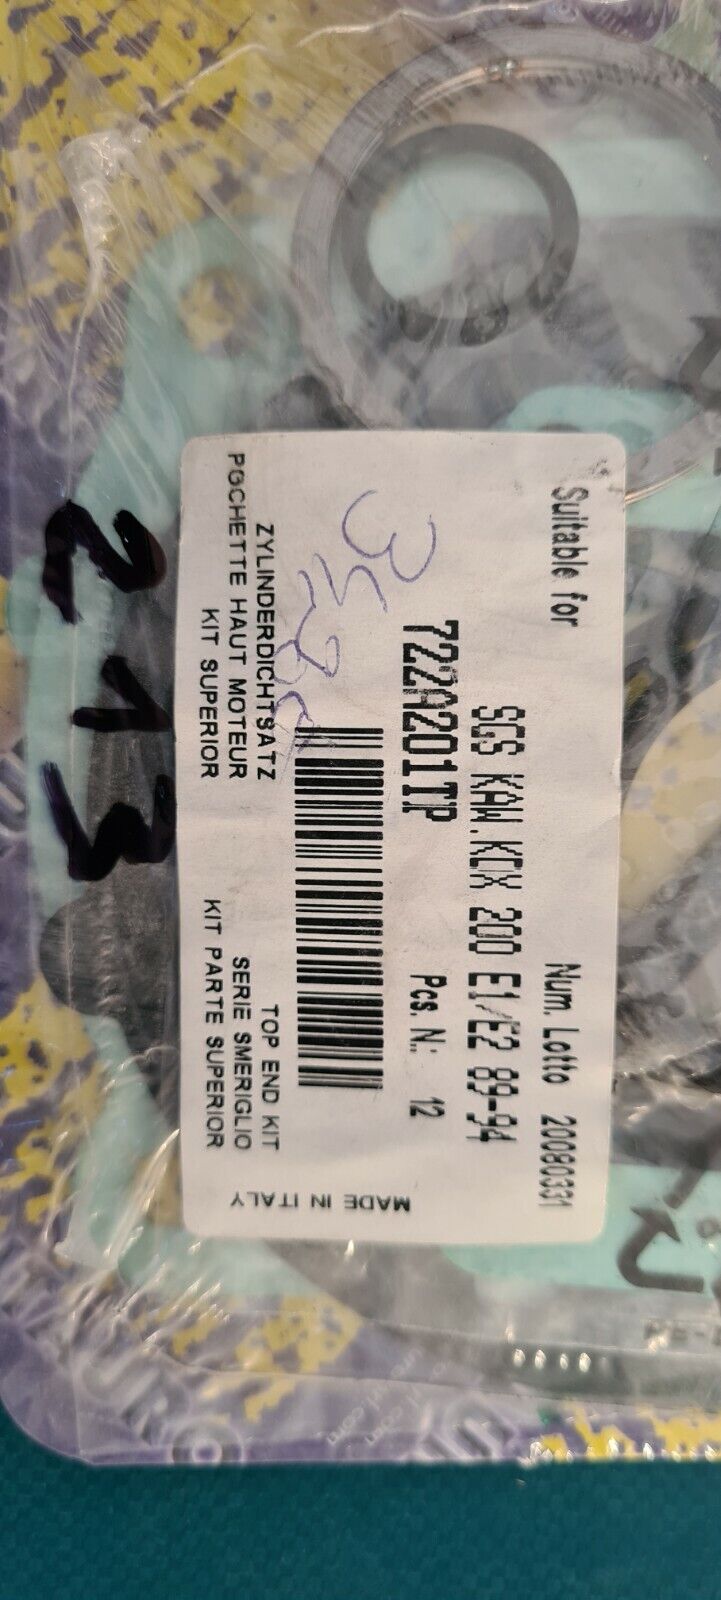 Suitable for
Num. Lotto 20080331
SGS KAW.KDX 200 E1/E2 89-94
722A201TP
Pcs. N.: 12
MADE IN ITALY
ZYLINDERDICHTSATZ
POCHETTE HAUT MOTEUR
KIT SUPERIOR
TOP END KIT
SERIE SMERIGLIO
KIT PARTE SUPERIOR
213